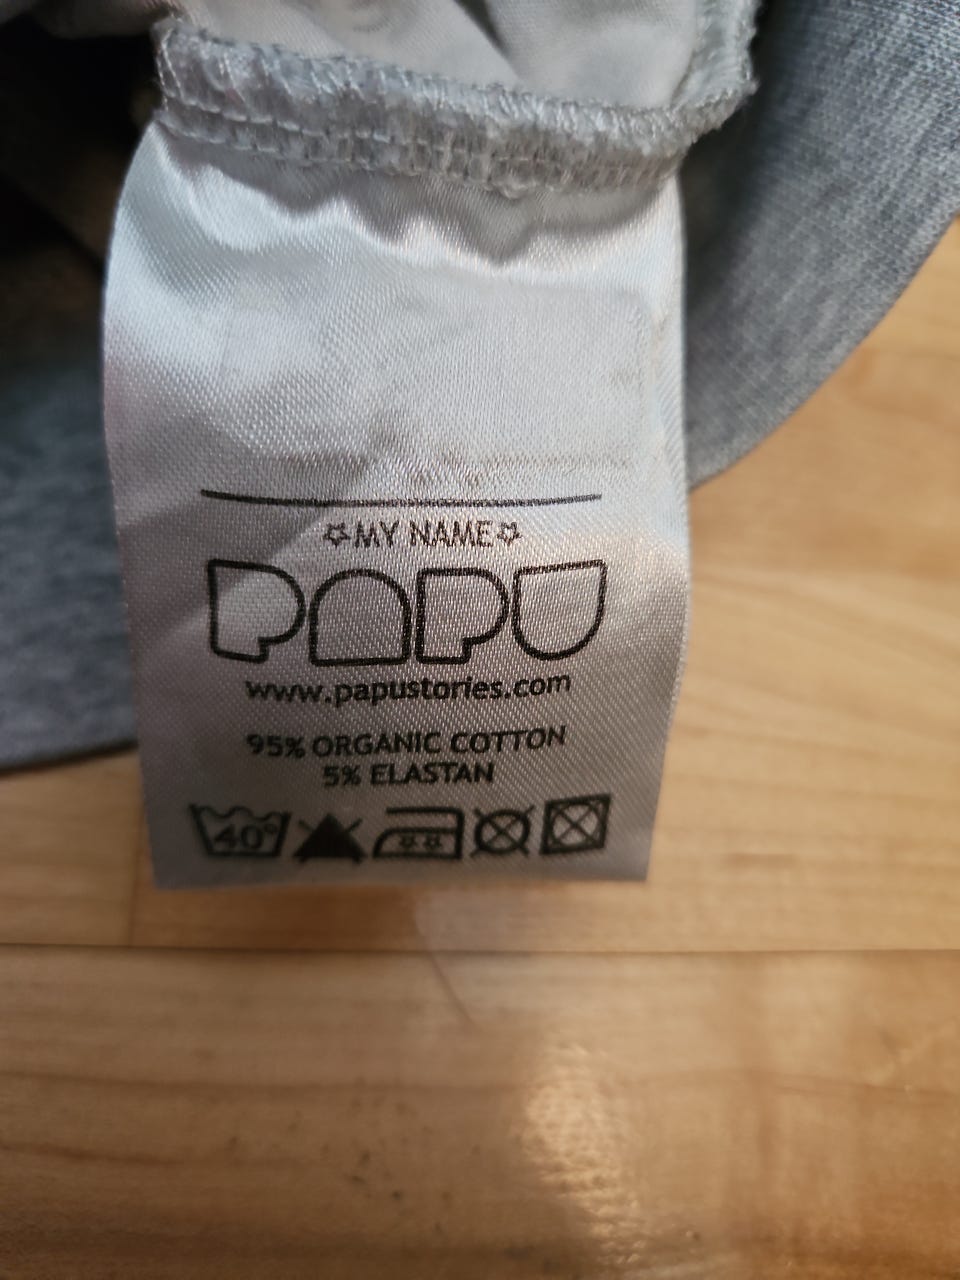 MY NAME
PAPU
www.papustories.com
95% ORGANIC COTTON
5% ELASTAN
40°